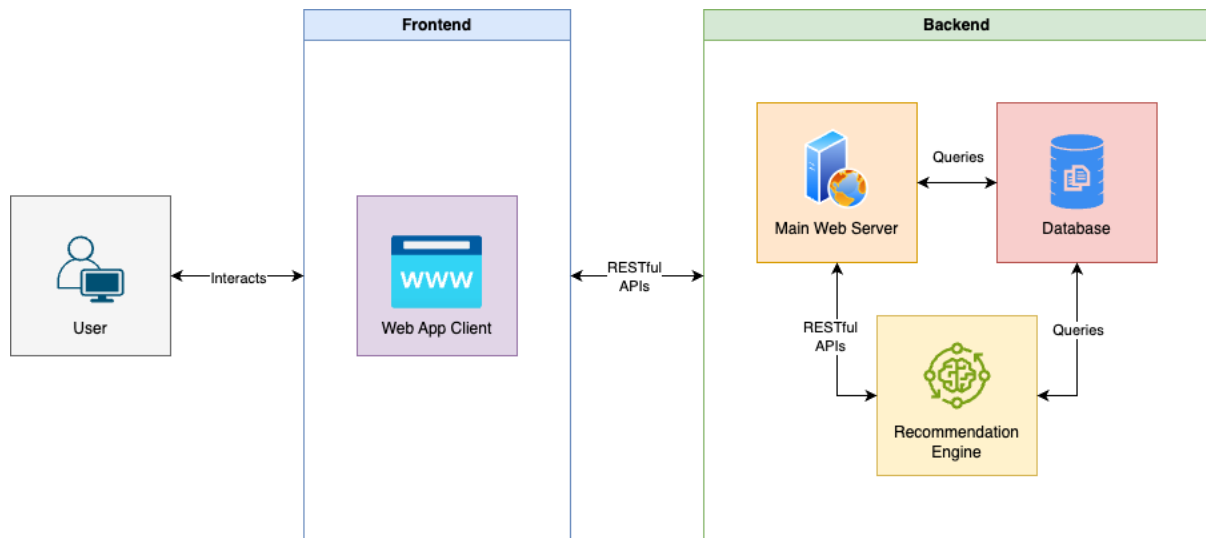 Frontend
Backend
Queries
Main Web Server
Database
Interacts
RESTful
APIs
WWW
User
Web App Client
RESTful
APIs
Queries
Recommendation
Engine